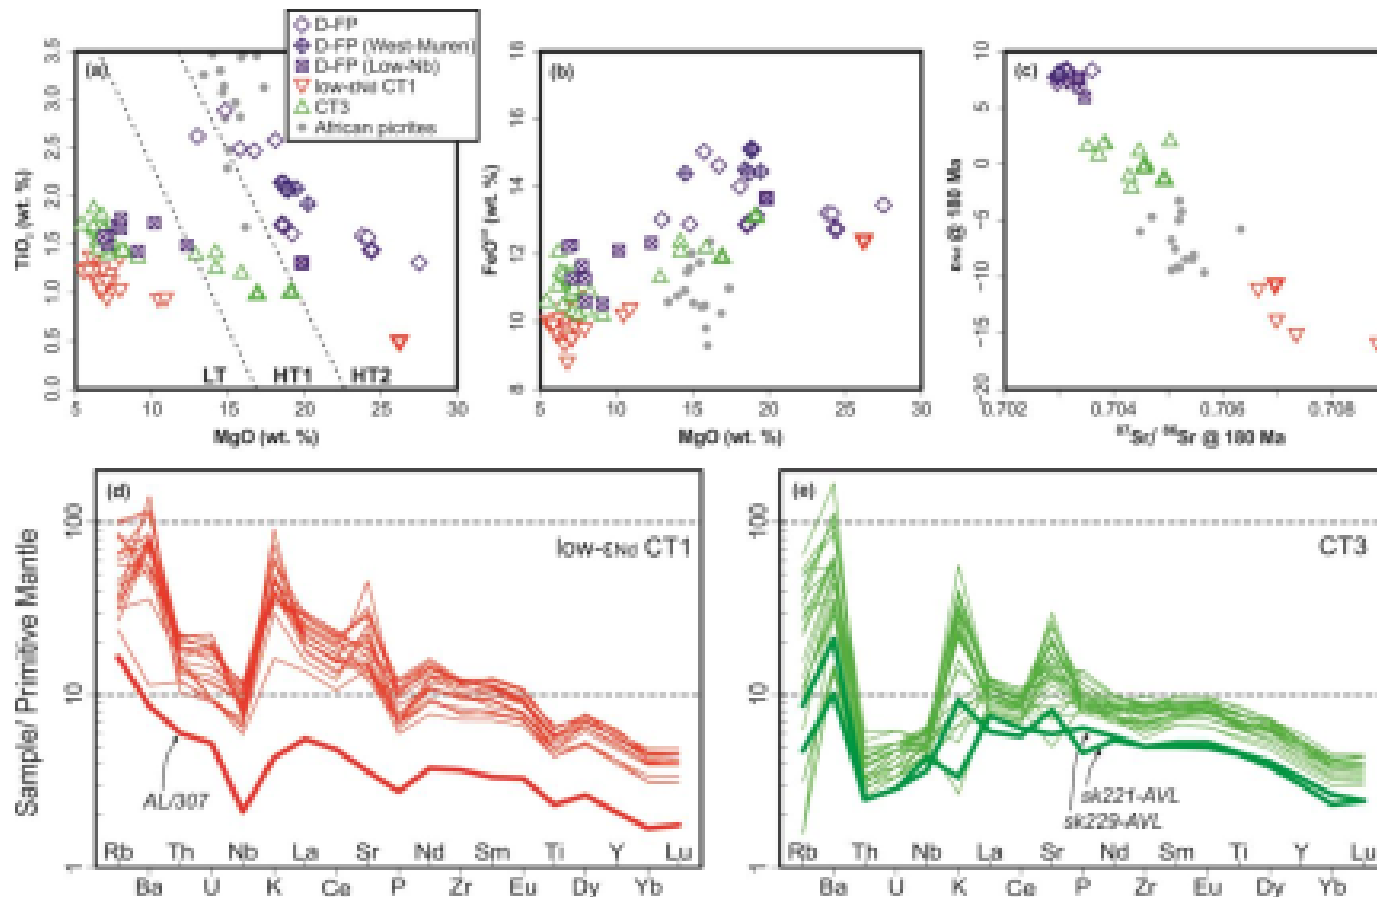 D-FP
D-FP (West-Muren)
D-FP (Low-Nb)
low-εNd CT1
CT3
African picrites
(a)
TiO2 (wt. %)
3.5
3.0
2.5
2.0
1.5
1.0
0.5
0.0
LT HT1 HT2
5 10 15 20 25 30
MgO (wt. %)
(b)
FeOtot (wt. %)
18
16
14
12
10
8
5 10 15 20 25 30
MgO (wt. %)
(c)
εNd @ 180 Ma
10
5
0
-5
-10
-15
-20
0.702 0.704 0.706 0.708
87Sr/ 86Sr @ 180 Ma
Sample/ Primitive Mantle
(d)
low-εNd CT1
100
10
1
AL/307
Rb Th Nb La Sr Nd Sm Ti Y Lu
Ba U K Ce P Zr Eu Dy Yb
(e)
CT3
100
10
1
sk221-AVL
sk229-AVL
Rb Th Nb La Sr Nd Sm Ti Y Lu
Ba U K Ce P Zr Eu Dy Yb